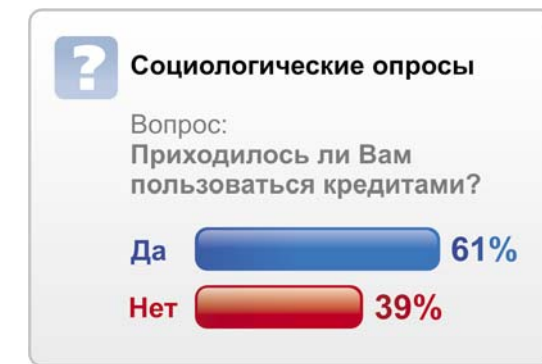 ?
Социологические опросы
Вопрос:
Приходилось ли Вам
пользоваться кредитами?
Да 61%
Нет 39%